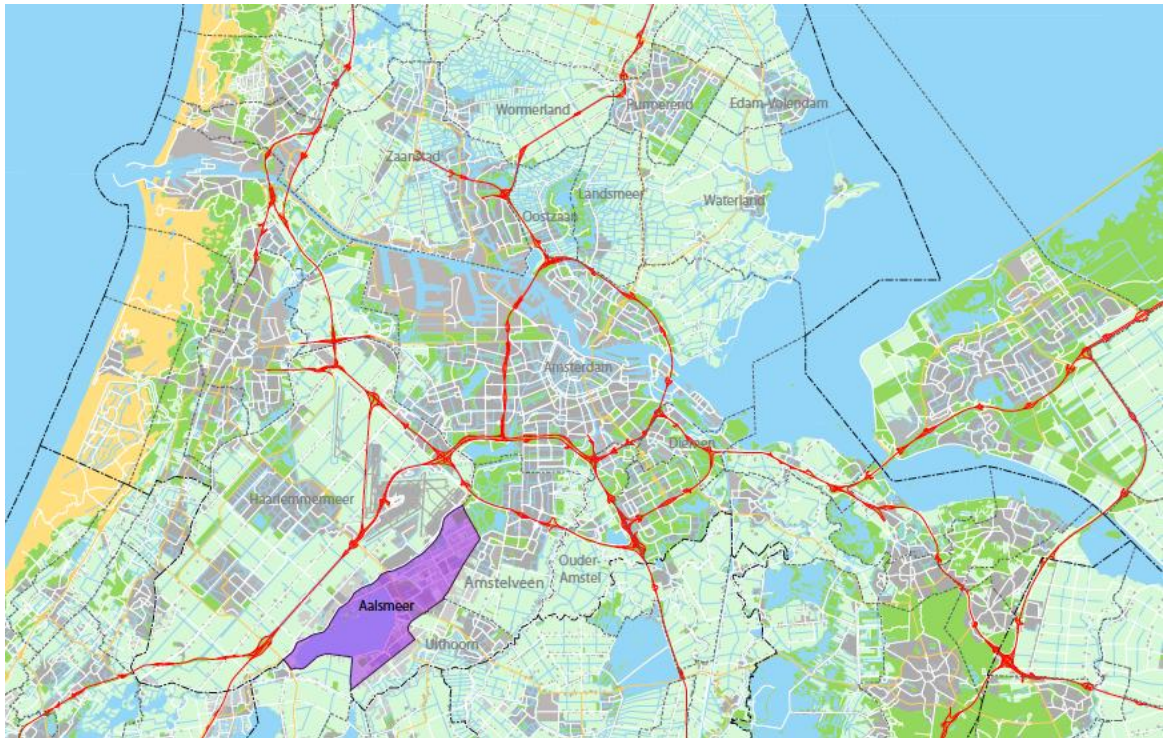 Wormerland
Purmerend
Edam-Volendam
Zaanstad
Landsmeer
Waterland
Oostzaan
Amsterdam
Diemen
Haarlemmermeer
Ouder-
Amstel
Amstelveen
Aalsmeer
Uithoorn